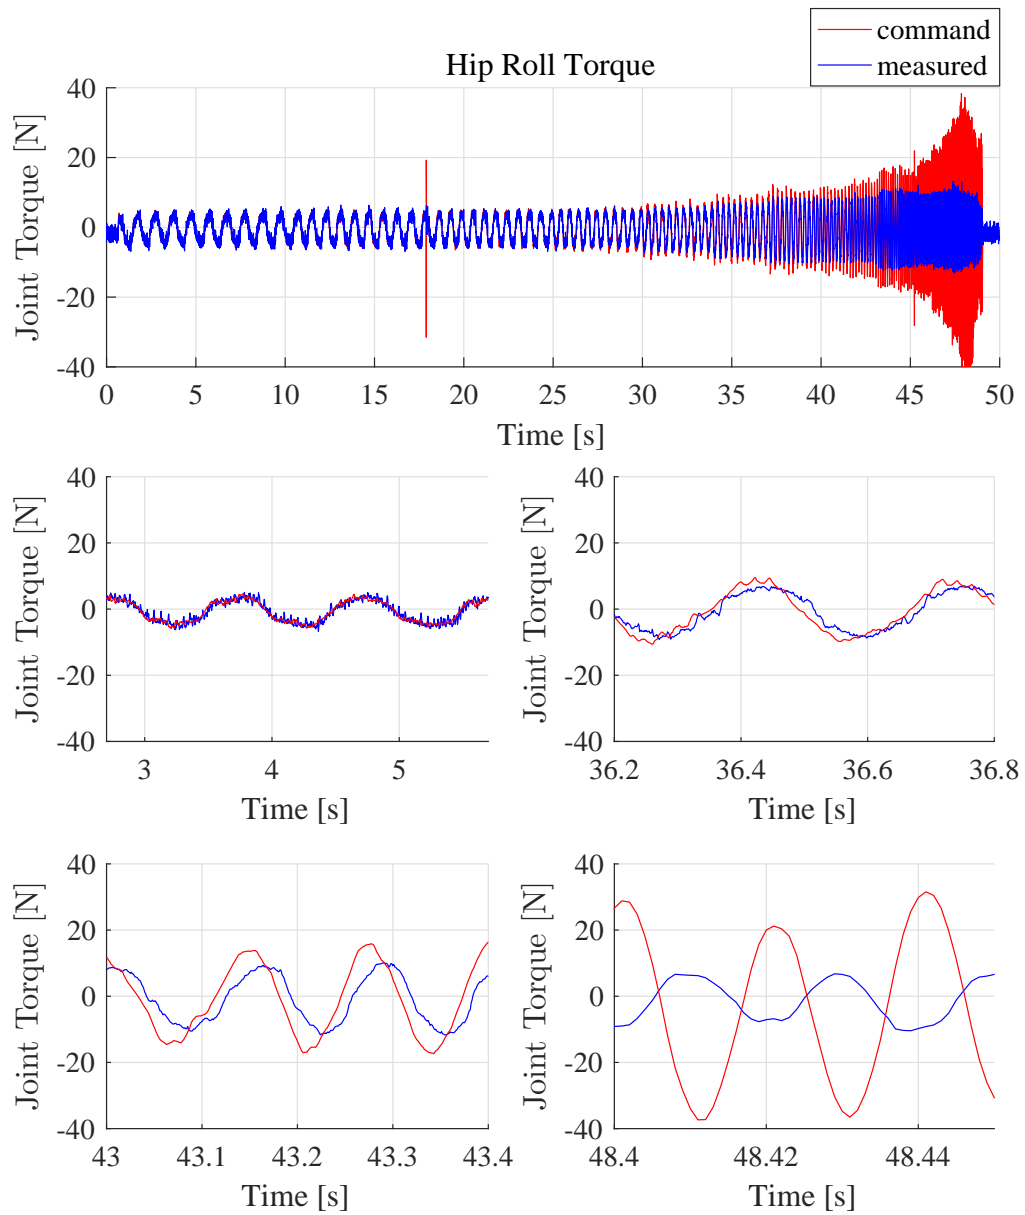 command
measured
Hip Roll Torque
Joint Torque [N]
40
20
0
-20
-40
0 5 10 15 20 25 30 35 40 45 50
Time [s]
Joint Torque [N]
40
20
0
-20
-40
3 4 5
Time [s]
Joint Torque [N]
40
20
0
-20
-40
36.2 36.4 36.6 36.8
Time [s]
Joint Torque [N]
40
20
0
-20
-40
43 43.1 43.2 43.3 43.4
Time [s]
Joint Torque [N]
40
20
0
-20
-40
48.4 48.42 48.44
Time [s]